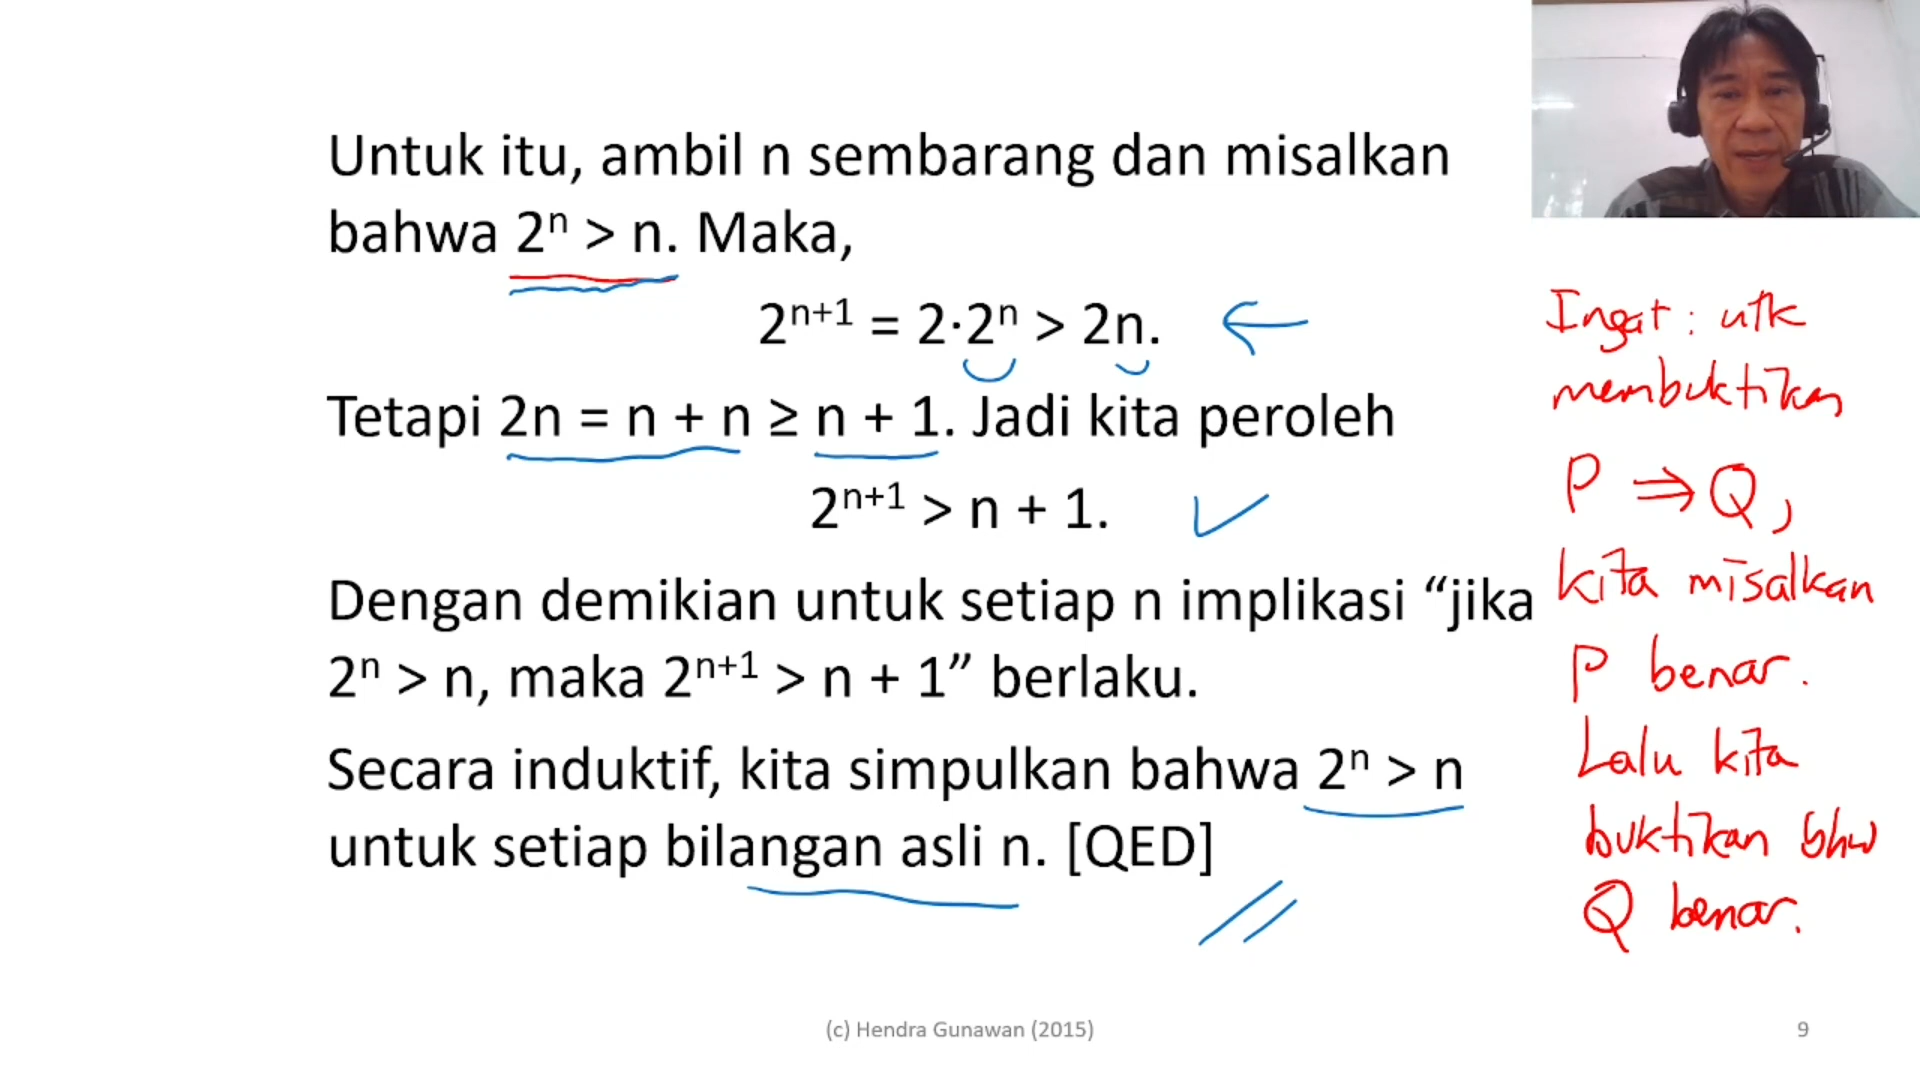 Untuk itu, ambil n sembarang dan misalkan
bahwa 2ⁿ > n. Maka,
2ⁿ⁺¹ = 2·2ⁿ > 2n.
Tetapi 2n = n + n ≥ n + 1. Jadi kita peroleh
2ⁿ⁺¹ > n + 1.
Dengan demikian untuk setiap n implikasi “jika
2ⁿ > n, maka 2ⁿ⁺¹ > n + 1” berlaku.
Secara induktif, kita simpulkan bahwa 2ⁿ > n
untuk setiap bilangan asli n. [QED]
Ingat: utk
membuktikan
P ⇒ Q,
kita misalkan
P benar.
Lalu kita
buktikan bhw
Q benar.
(c) Hendra Gunawan (2015)
9